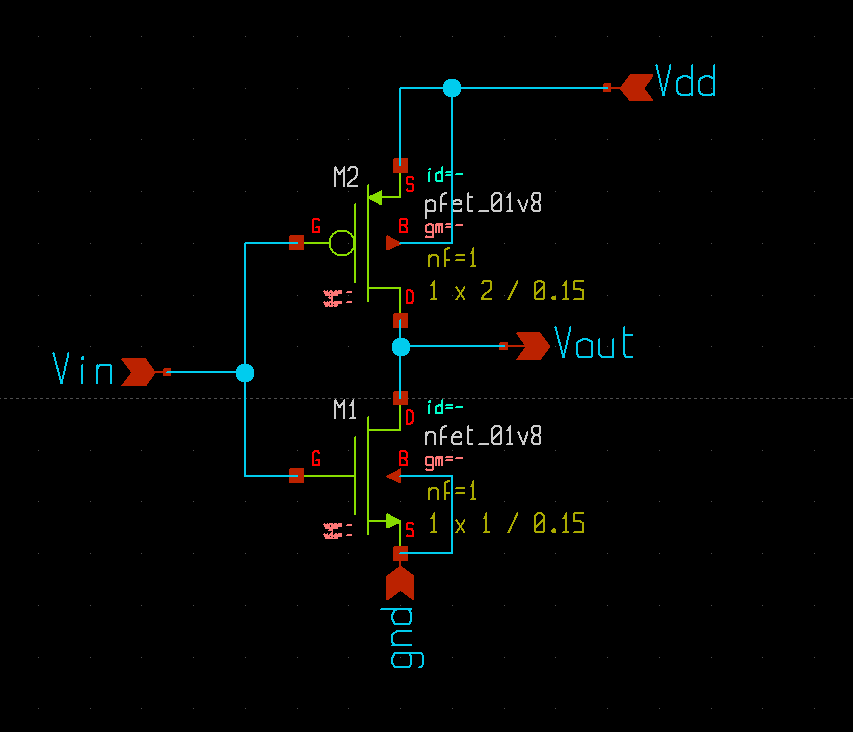 Vdd
M2
S
id=-
pfet_01v8
G
B
gm=-
nf=1
D
1 x 2 / 0.15
Vout
Vin
M1
D
id=-
nfet_01v8
G
B
gm=-
nf=1
S
1 x 1 / 0.15
gnd